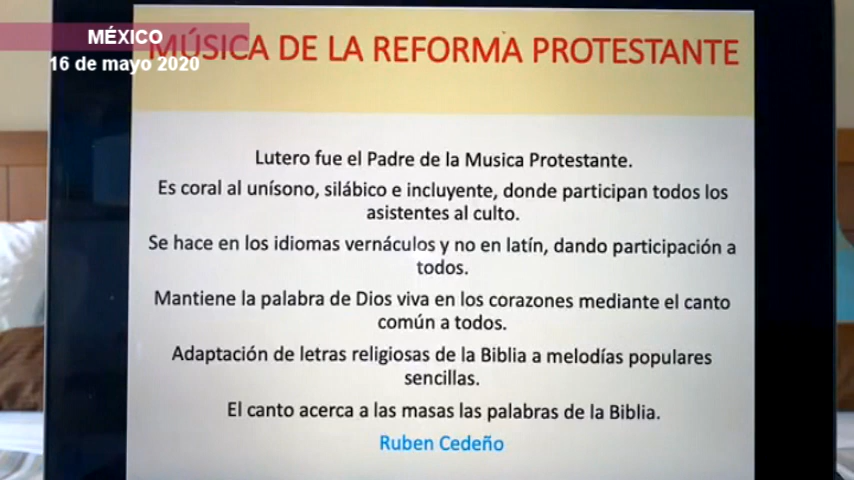 MÉXICO
16 de mayo 2020
MÚSICA DE LA REFORMA PROTESTANTE
Lutero fue el Padre de la Musica Protestante.
Es coral al unísono, silábico e incluyente, donde participan todos los
asistentes al culto.
Se hace en los idiomas vernáculos y no en latín, dando participación a
todos.
Mantiene la palabra de Dios viva en los corazones mediante el canto
común a todos.
Adaptación de letras religiosas de la Biblia a melodías populares
sencillas.
El canto acerca a las masas las palabras de la Biblia.
Ruben Cedeño